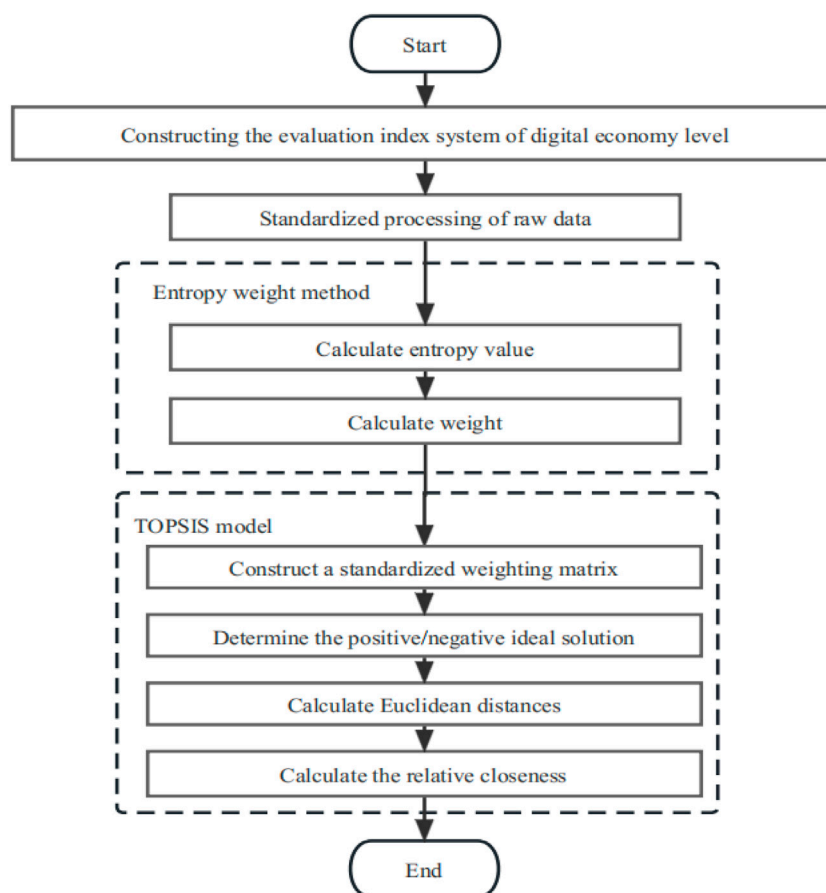 Start
Constructing the evaluation index system of digital economy level
Standardized processing of raw data
Entropy weight method
Calculate entropy value
Calculate weight
TOPSIS model
Construct a standardized weighting matrix
Determine the positive/negative ideal solution
Calculate Euclidean distances
Calculate the relative closeness
End